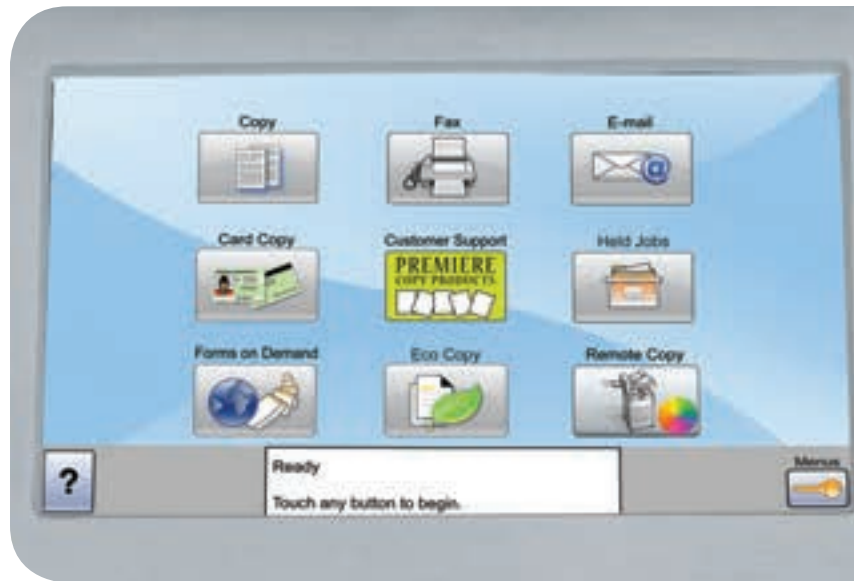 Copy
Fax
E-mail
@
Card Copy
Customer Support
Held Jobs
PREMIERE
COPY PRODUCTS
Forms on Demand
Eco Copy
Remote Copy
Ready
Menus
?
Touch any button to begin.